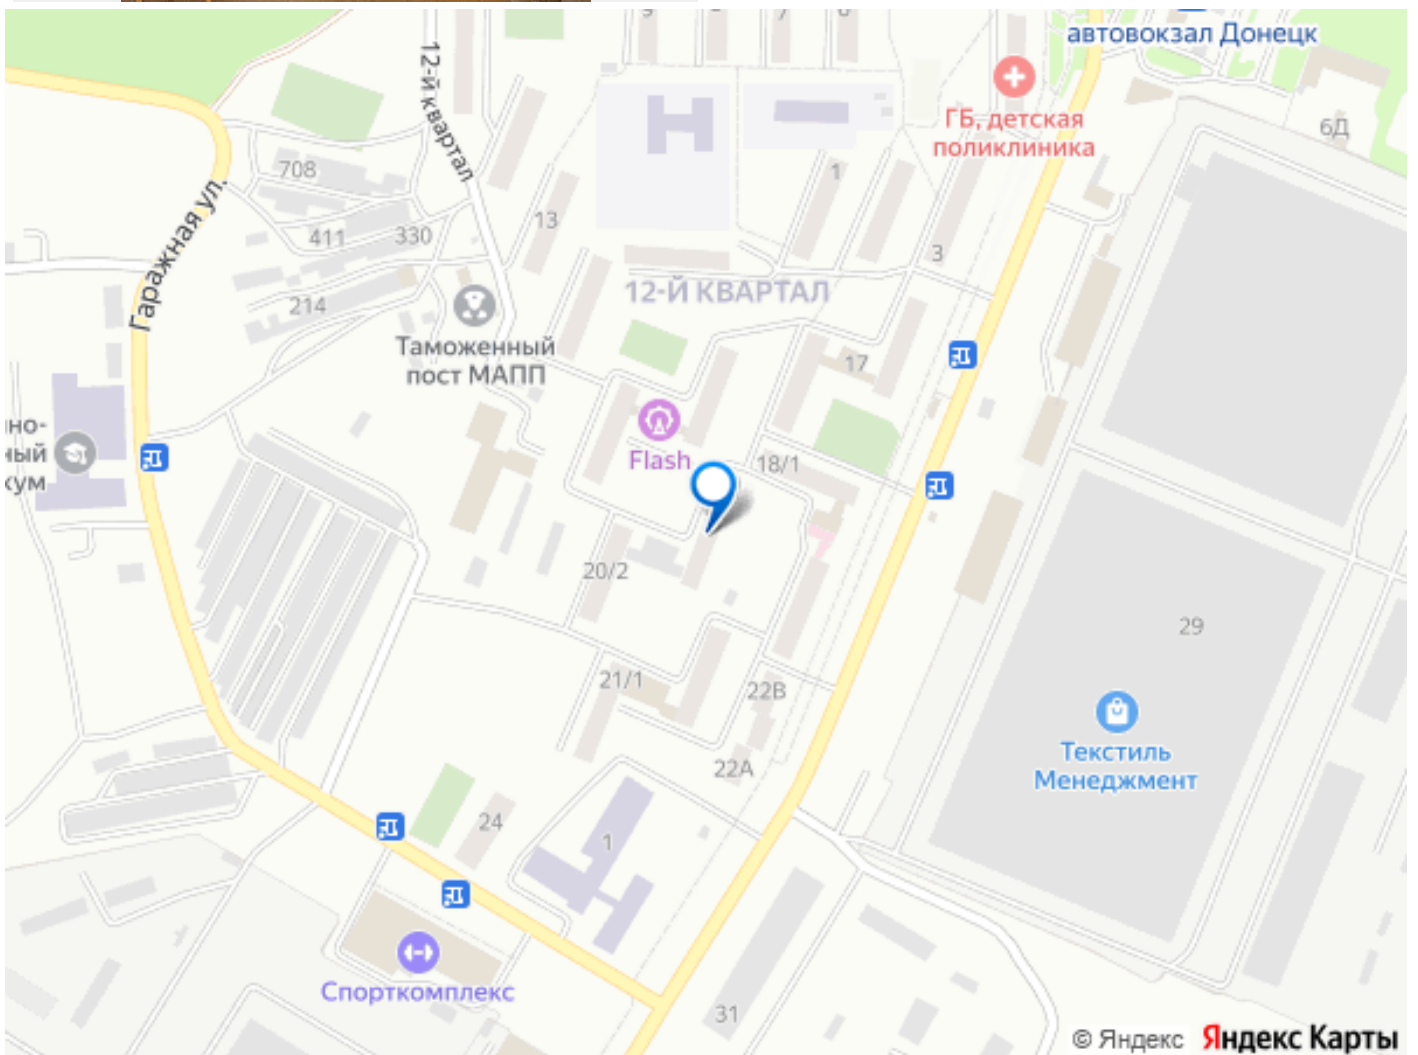 автовокзал Донецк
12-й квартал
ГБ, детская
поликлиника
6Д
708
1
13
411
330
3
Гаражная ул.
12-Й КВАРТАЛ
214
Таможенный
пост МАПП
17
но-
ный
кум
Flash
18/1
20/2
29
21/1
22В
Текстиль
Менеджмент
22А
24
1
Спорткомплекс
31
© Яндекс Яндекс Карты